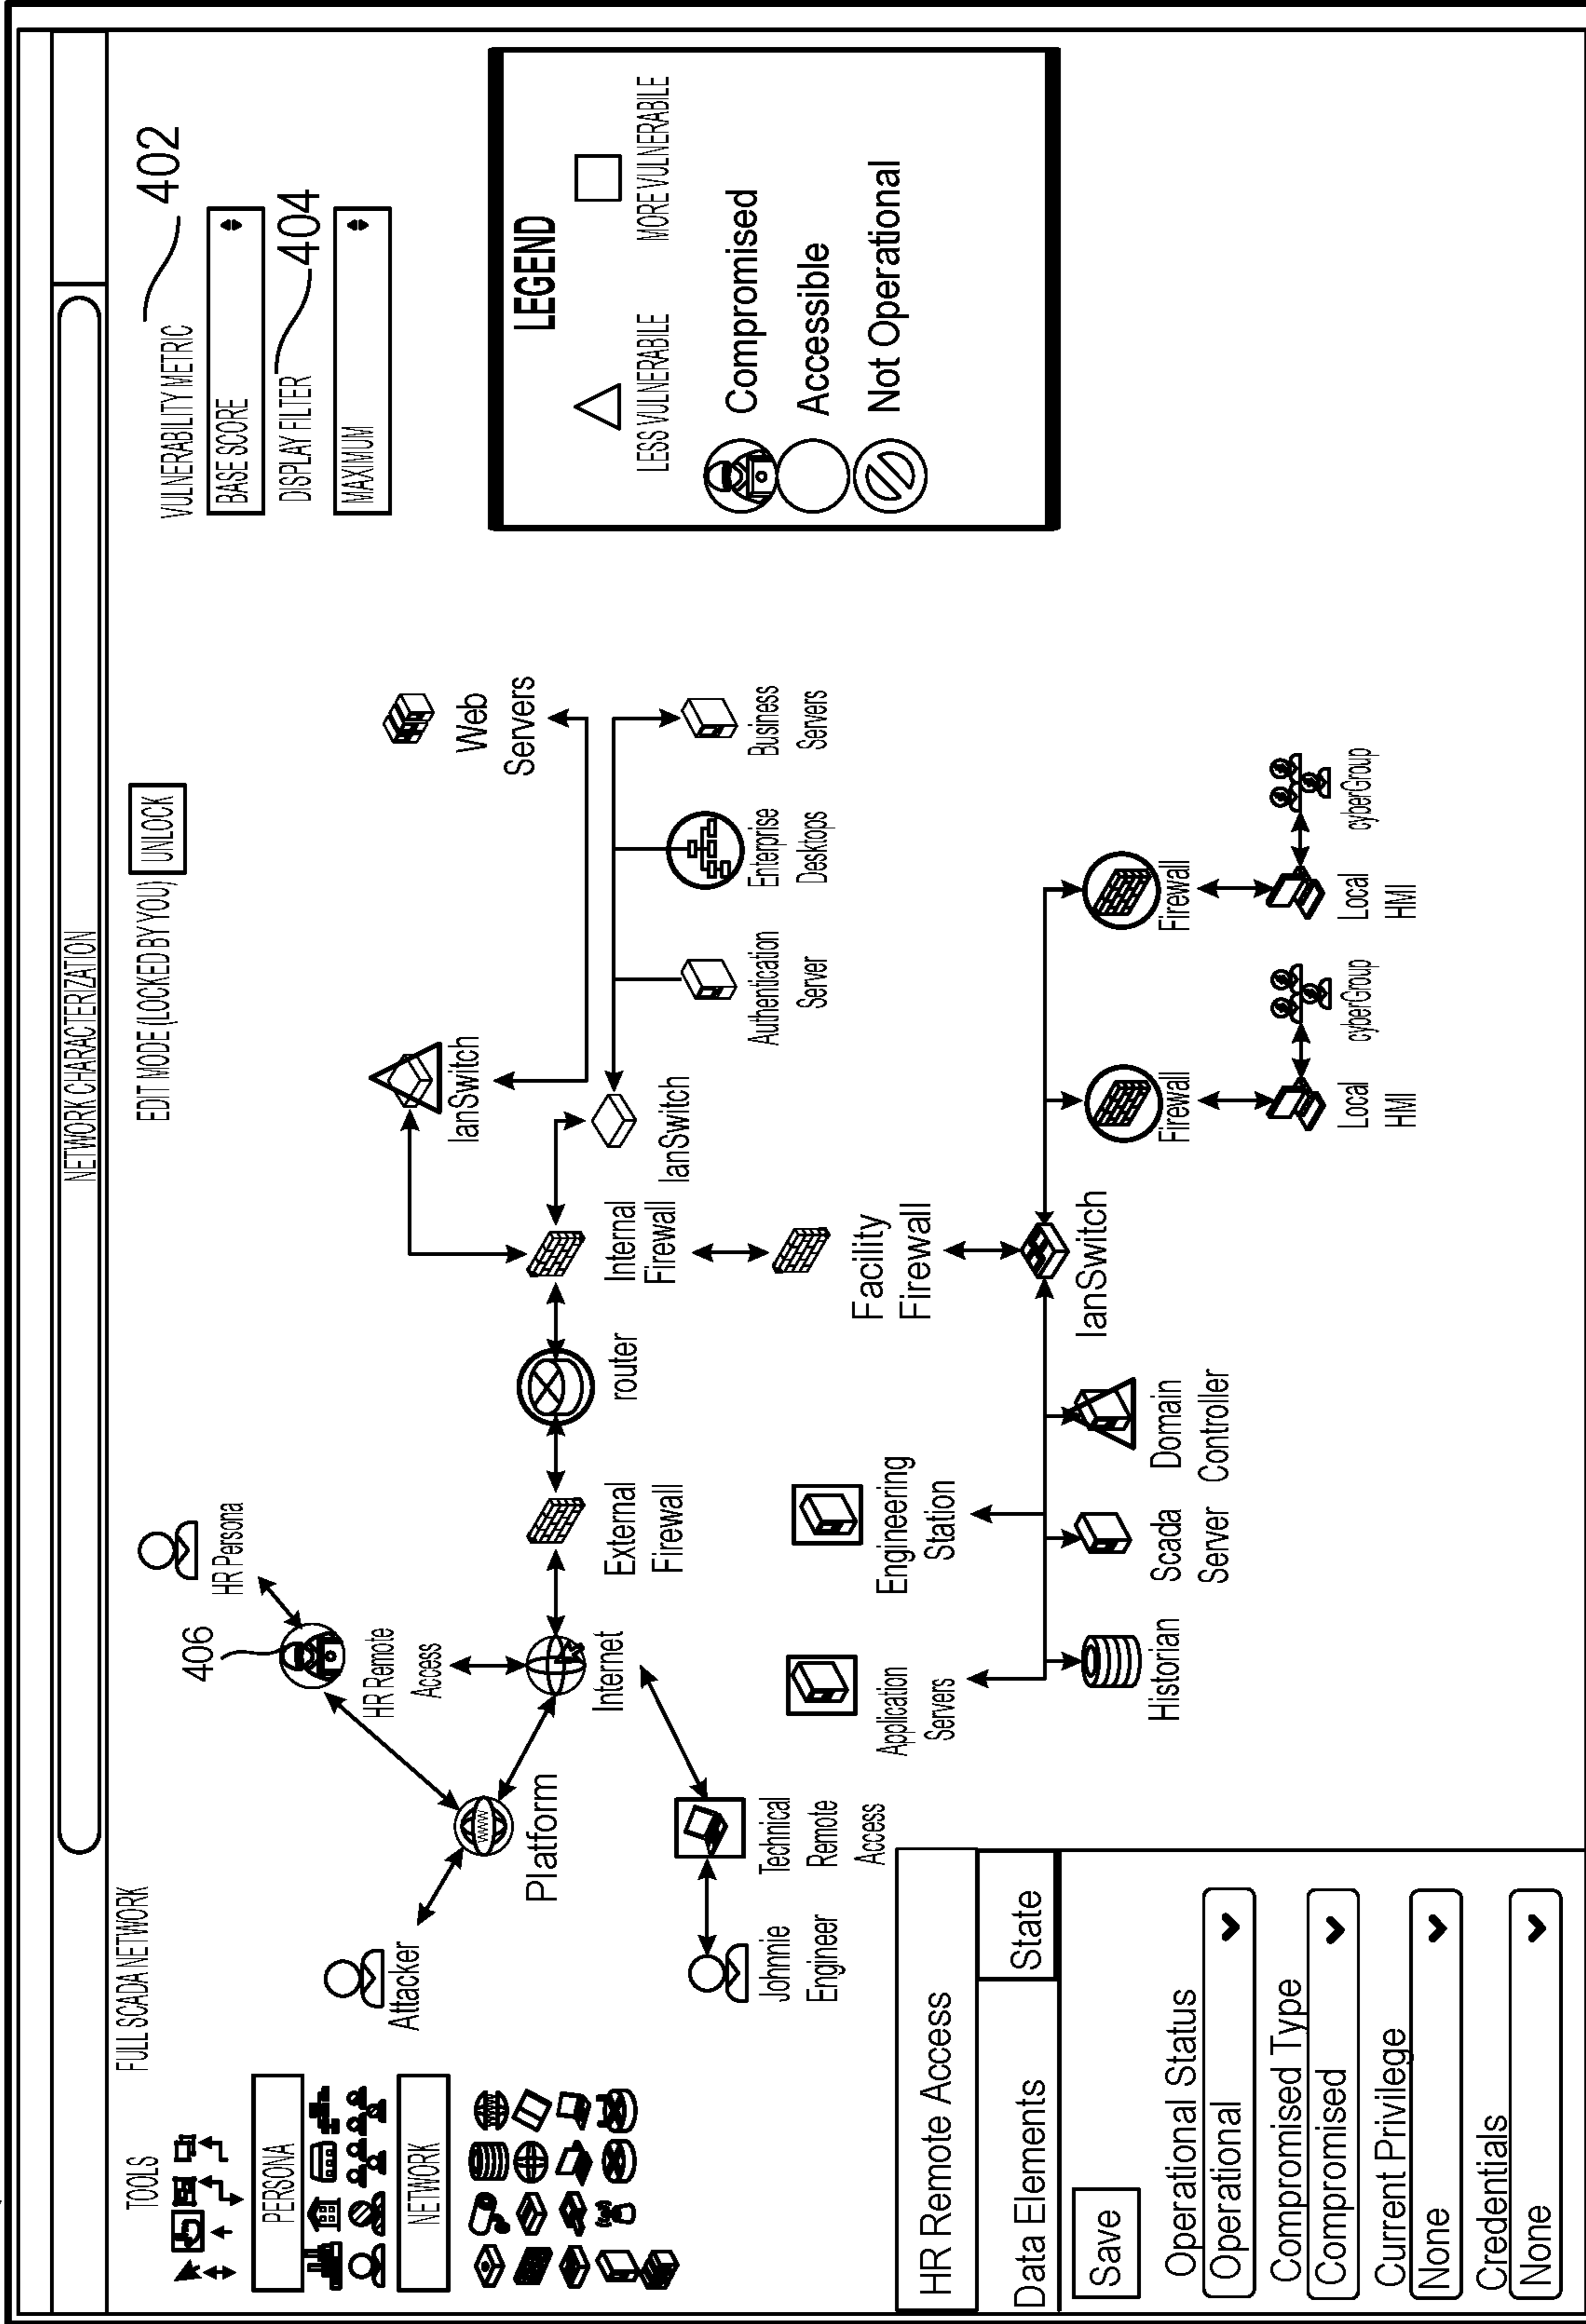 NETWORK CHARACTERIZATION
FULL SCADA NETWORK
EDIT MODE (LOCKED BY YOU)
UNLOCK
TOOLS
PERSONA
NETWORK
VULNERABILITY METRIC
402
BASE SCORE
DISPLAY FILTER
404
MAXIMUM
LEGEND
LESS VULNERABILE
MORE VULNERABILE
Compromised
Accessible
Not Operational
HR Persona
406
HR Remote
Access
Attacker
www
Platform
Internet
External
Firewall
router
Internal
Firewall
lanSwitch
lanSwitch
Web
Servers
Authentication
Server
Enterprise
Desktops
Business
Servers
Johnnie
Engineer
Technical
Remote
Access
Application
Servers
Engineering
Station
Facility
Firewall
Historian
Scada
Server
Domain
Controller
lanSwitch
Firewall
Firewall
Local
HMI
cyberGroup
Local
HMI
cyberGroup
HR Remote Access
Data Elements
State
Save
Operational Status
Operational
Compromised Type
Compromised
Current Privilege
None
Credentials
None